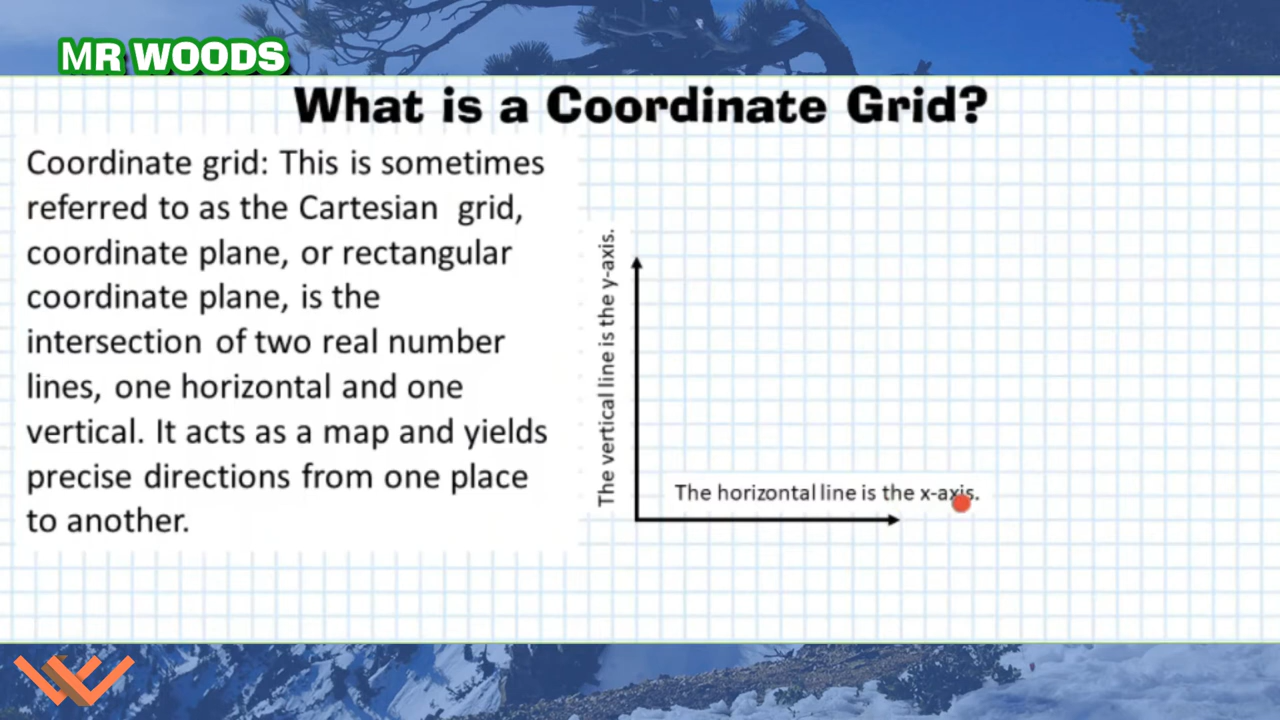 MR WOODS
What is a Coordinate Grid?
Coordinate grid: This is sometimes
referred to as the Cartesian grid,
coordinate plane, or rectangular
coordinate plane, is the
intersection of two real number
lines, one horizontal and one
vertical. It acts as a map and yields
precise directions from one place
to another.
The vertical line is the y-axis.
The horizontal line is the x-axis.